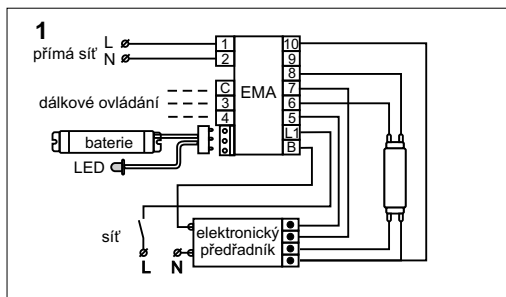 1
L
přímá síť
N
1
2
C
dálkové ovládání
3
4
EMA
10
9
8
7
6
5
L1
B
baterie
LED
síť
L
N
elektronický
předřadník